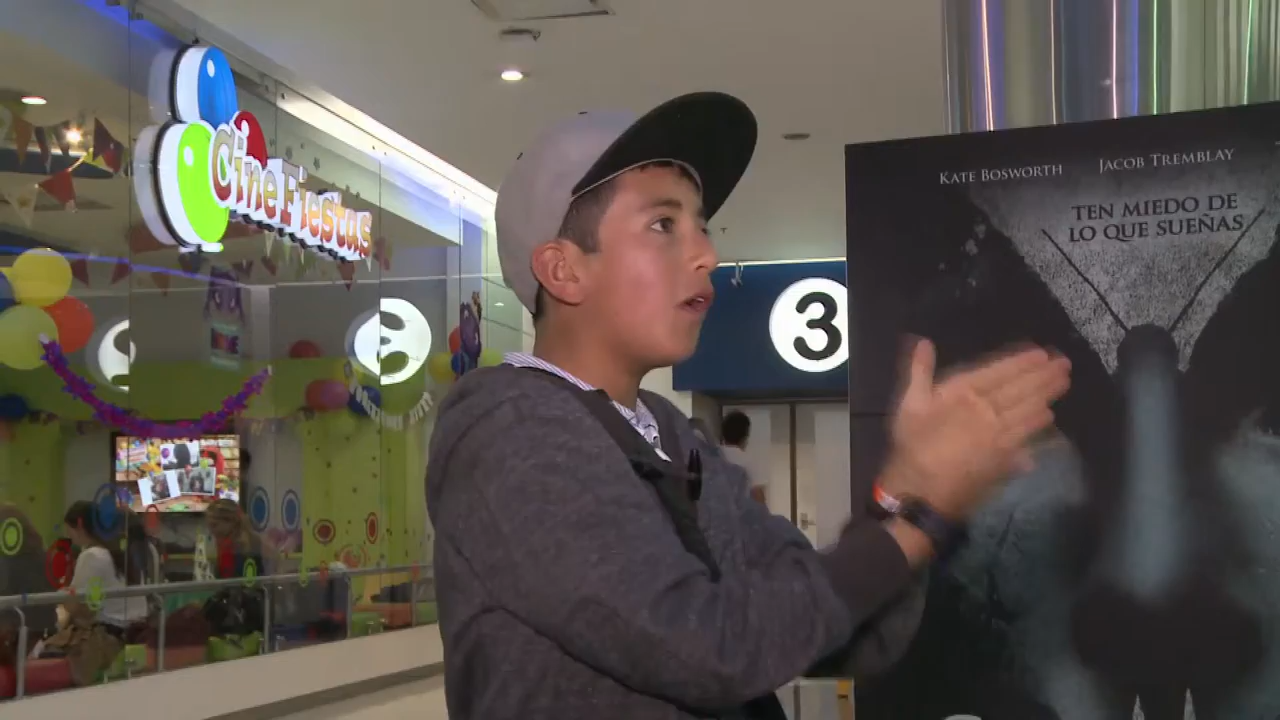 CineFiestas
KATE BOSWORTH JACOB TREMBLAY
TEN MIEDO DE
LO QUE SUEÑAS
3